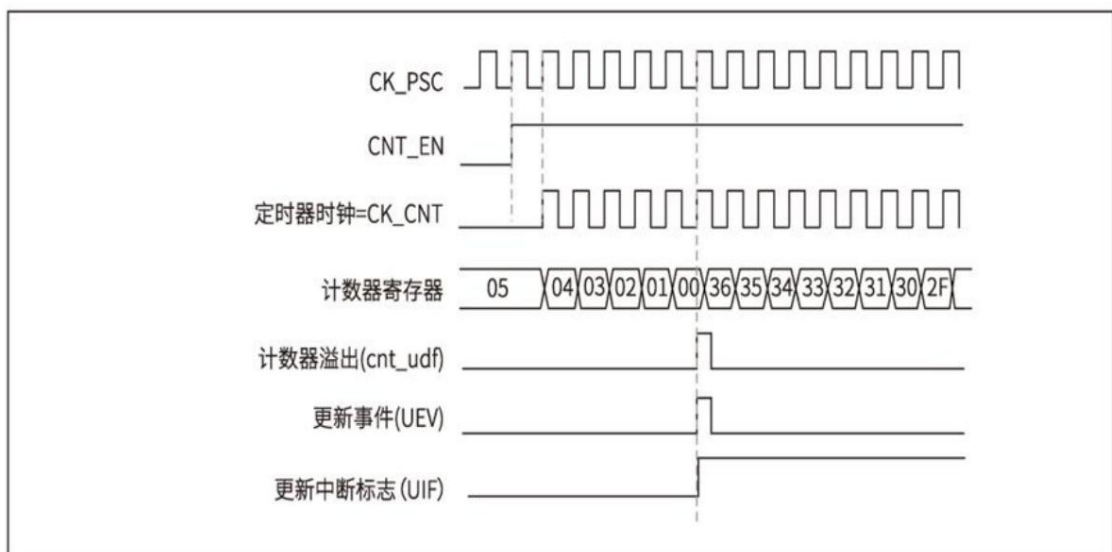 CK_PSC
CNT_EN
定时器时钟=CK_CNT
计数器寄存器 05 04 03 02 01 00 36 35 34 33 32 31 30 2F
计数器溢出(cnt_udf)
更新事件(UEV)
更新中断标志(UIF)